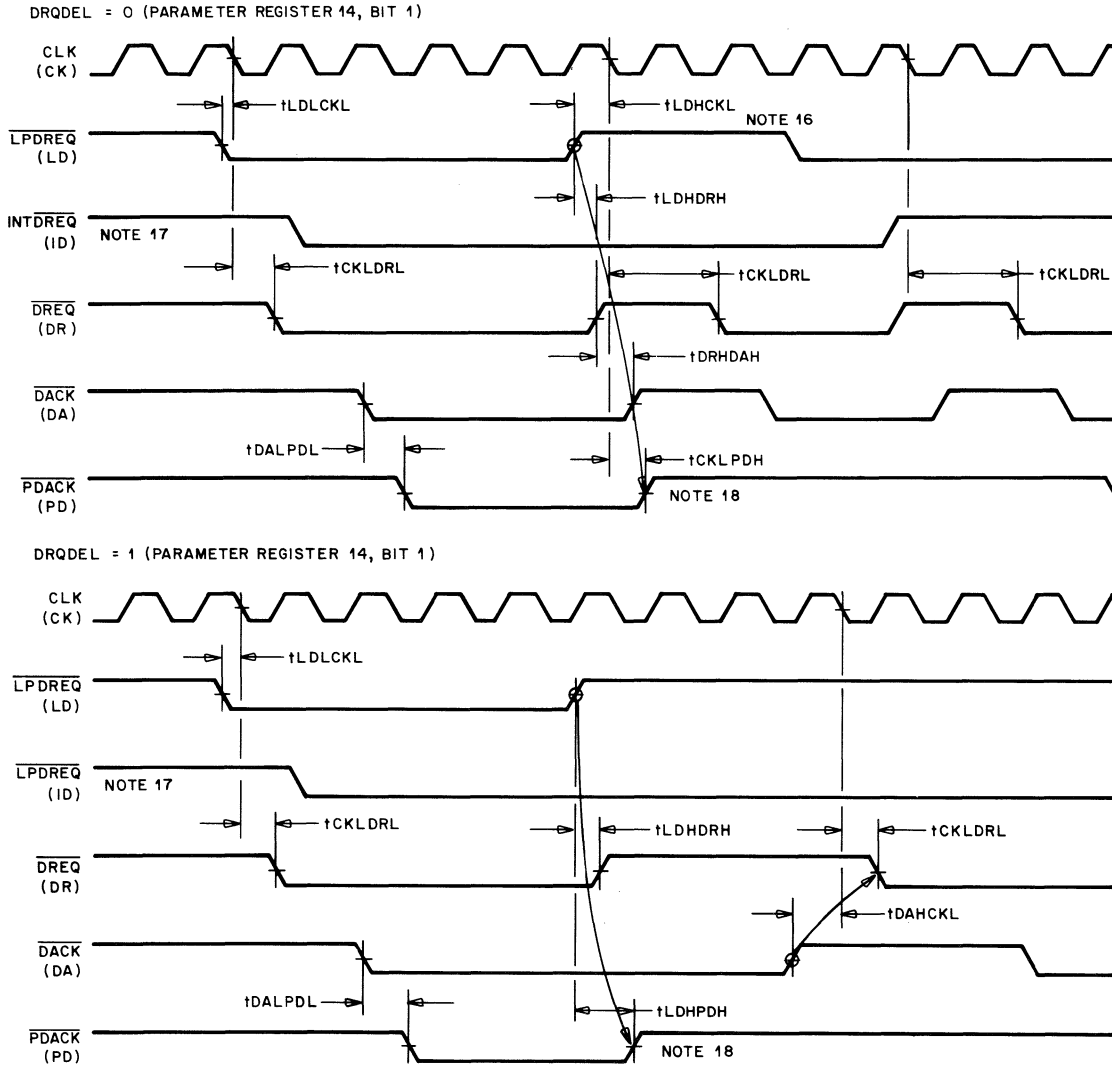 DRQDEL = 0 (PARAMETER REGISTER 14, BIT 1)
CLK
(CK)
tLDLCKL
tLDHCKL
NOTE 16
LPDREQ
(LD)
tLDHDRH
INTDREQ
(ID)
NOTE 17
tCKLDRL
tCKLDRL
tCKLDRL
DREQ
(DR)
tDRHDAH
DACK
(DA)
tDALPDL
tCKLPDH
PDACK
(PD)
NOTE 18
DRQDEL = 1 (PARAMETER REGISTER 14, BIT 1)
CLK
(CK)
tLDLCKL
LPDREQ
(LD)
LPDREQ
(ID)
NOTE 17
tCKLDRL
tLDHDRH
tCKLDRL
DREQ
(DR)
tDAHCKL
DACK
(DA)
tDALPDL
tLDHPDH
PDACK
(PD)
NOTE 18